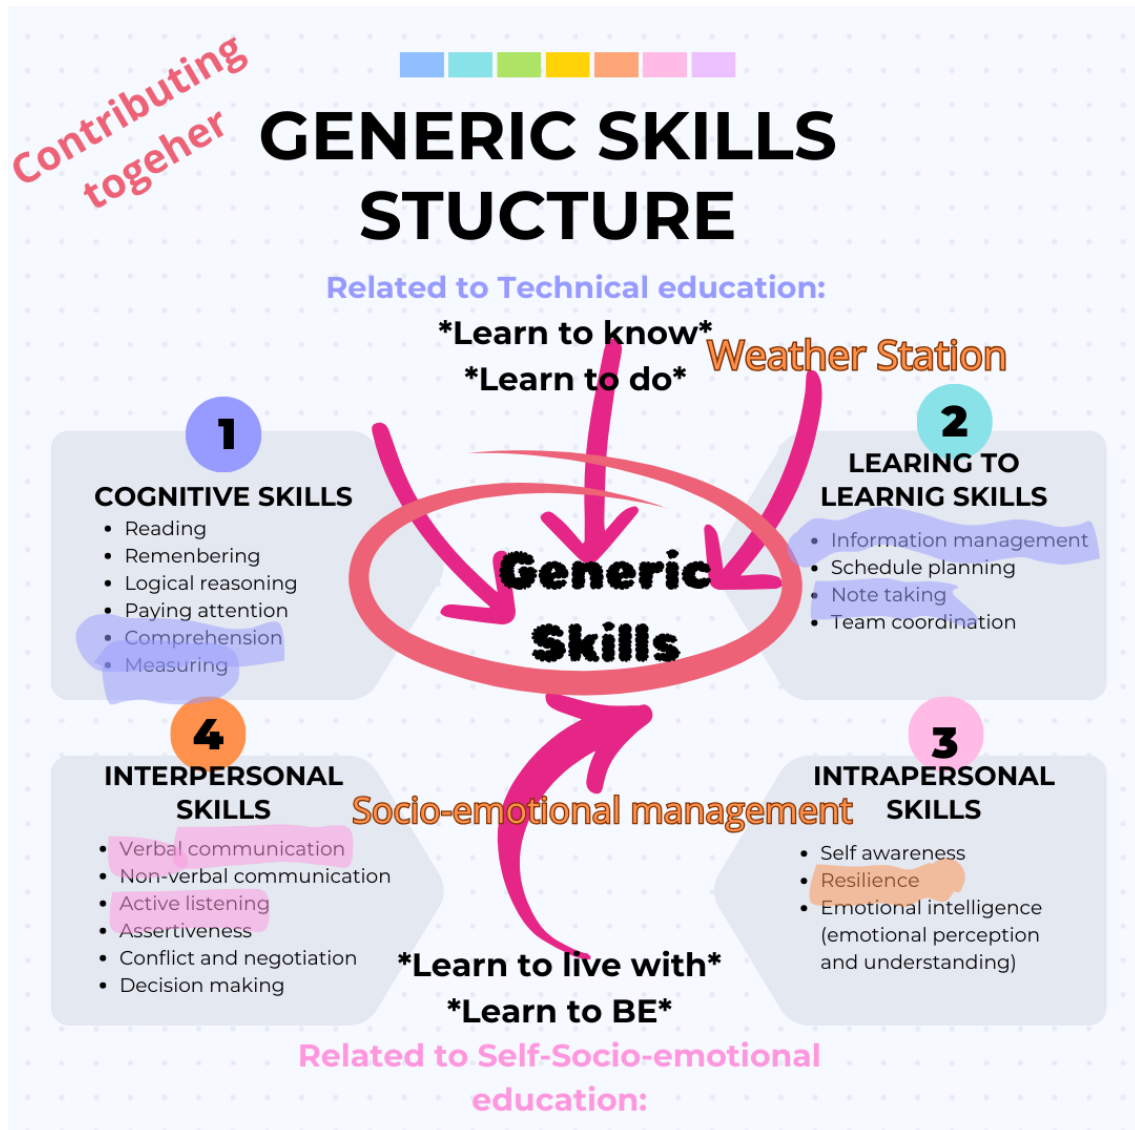 Contributing
togeher
GENERIC SKILLS
STUCTURE
Related to Technical education:
*Learn to know*
*Learn to do*
Weather Station
1
COGNITIVE SKILLS
• Reading
• Remenbering
• Logical reasoning
• Paying attention
• Comprehension
• Measuring
2
LEARING TO
LEARNIG SKILLS
• Information management
• Schedule planning
• Note taking
• Team coordination
Generic
Skills
4
INTERPERSONAL
SKILLS
• Verbal communication
• Non-verbal communication
• Active listening
• Assertiveness
• Conflict and negotiation
• Decision making
Socio-emotional management
3
INTRAPERSONAL
SKILLS
• Self awareness
• Resilience
• Emotional intelligence
(emotional perception
and understanding)
*Learn to live with*
*Learn to BE*
Related to Self-Socio-emotional
education: